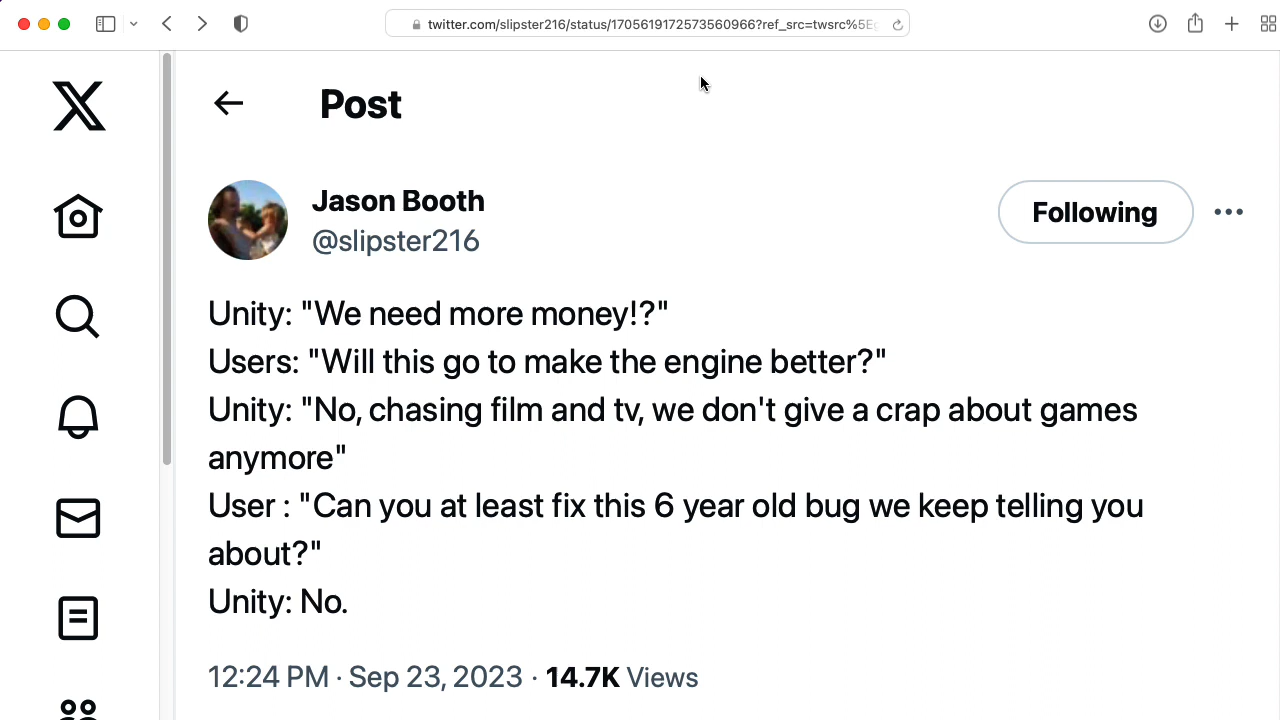 twitter.com/slipster216/status/1705619172573560966?ref_src=twsrc%5E
Post
Jason Booth
@slipster216
Following
Unity: "We need more money!?"
Users: "Will this go to make the engine better?"
Unity: "No, chasing film and tv, we don't give a crap about games
anymore"
User : "Can you at least fix this 6 year old bug we keep telling you
about?"
Unity: No.
12:24 PM · Sep 23, 2023 · 14.7K Views